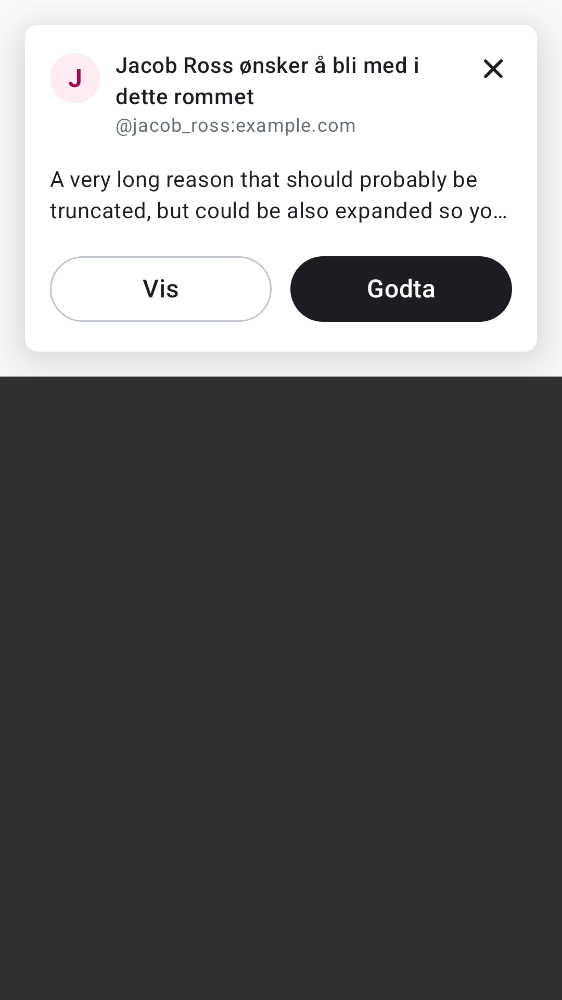 J
Jacob Ross ønsker å bli med i
dette rommet
@jacob_ross:example.com
A very long reason that should probably be
truncated, but could be also expanded so yo…
Vis
Godta